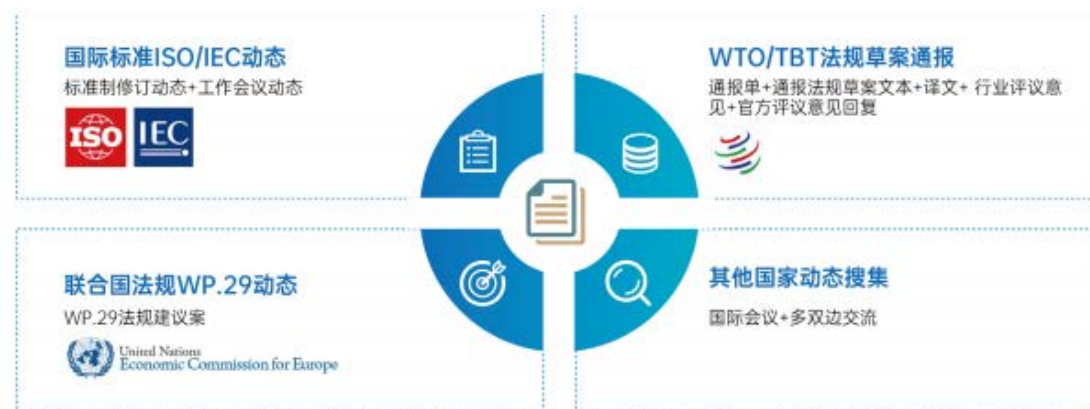 国际标准ISO/IEC动态
标准制修订动态+工作会议动态
ISO IEC
WTO/TBT法规草案通报
通报单+通报法规草案文本+译文+ 行业评议意
见+官方评议意见回复
联合国法规WP.29动态
WP.29法规建议案
United Nations
Economic Commission for Europe
其他国家动态搜集
国际会议+多双边交流